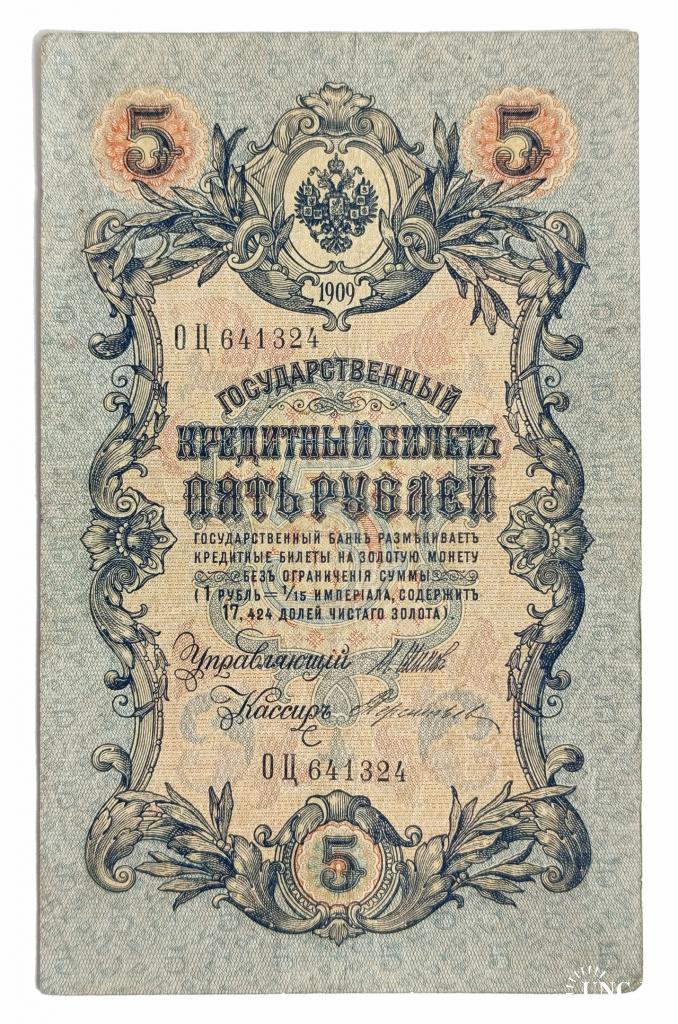 5 5
1909
ОЦ 641324
ГОСУДАРСТВЕННЫЙ
КРЕДИТНЫЙ БИЛЕТЪ
ПЯТЬ РУБЛЕЙ
ГОСУДАРСТВЕННЫЙ БАНКЪ РАЗМѢНИВАЕТЪ
КРЕДИТНЫЕ БИЛЕТЫ НА ЗОЛОТУЮ МОНЕТУ
БЕЗЪ ОГРАНИЧЕНІЯ СУММЫ
(1 РУБЛЬ = 1/15 ИМПЕРІАЛА, СОДЕРЖИТЪ
17,424 ДОЛЕЙ ЧИСТАГО ЗОЛОТА).
Управляющій
Кассиръ
ОЦ 641324
5
UNC